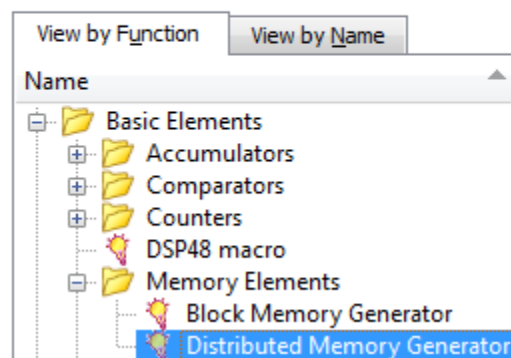 View by Function
View by Name
Name
Basic Elements
Accumulators
Comparators
Counters
DSP48 macro
Memory Elements
Block Memory Generator
Distributed Memory Generator